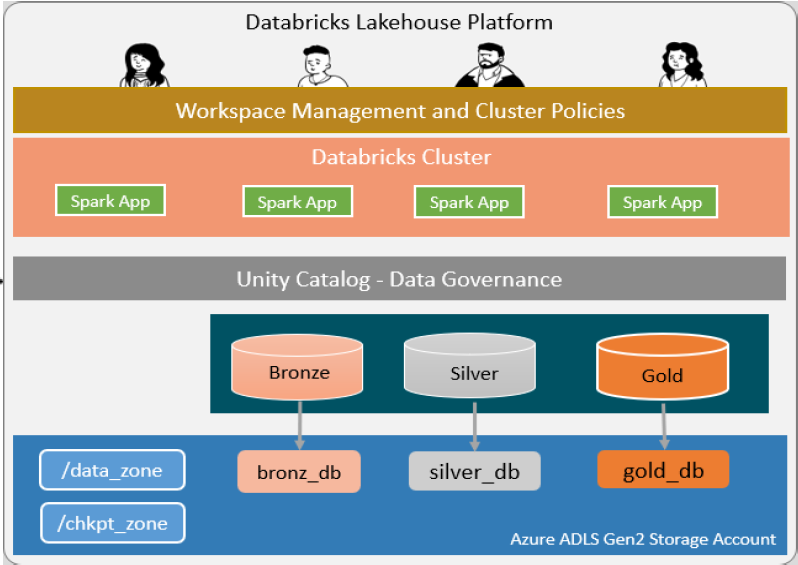 Databricks Lakehouse Platform
Workspace Management and Cluster Policies
Databricks Cluster
Spark App
Spark App
Spark App
Spark App
Unity Catalog - Data Governance
Bronze
Silver
Gold
/data_zone
bronz_db
silver_db
gold_db
/chkpt_zone
Azure ADLS Gen2 Storage Account